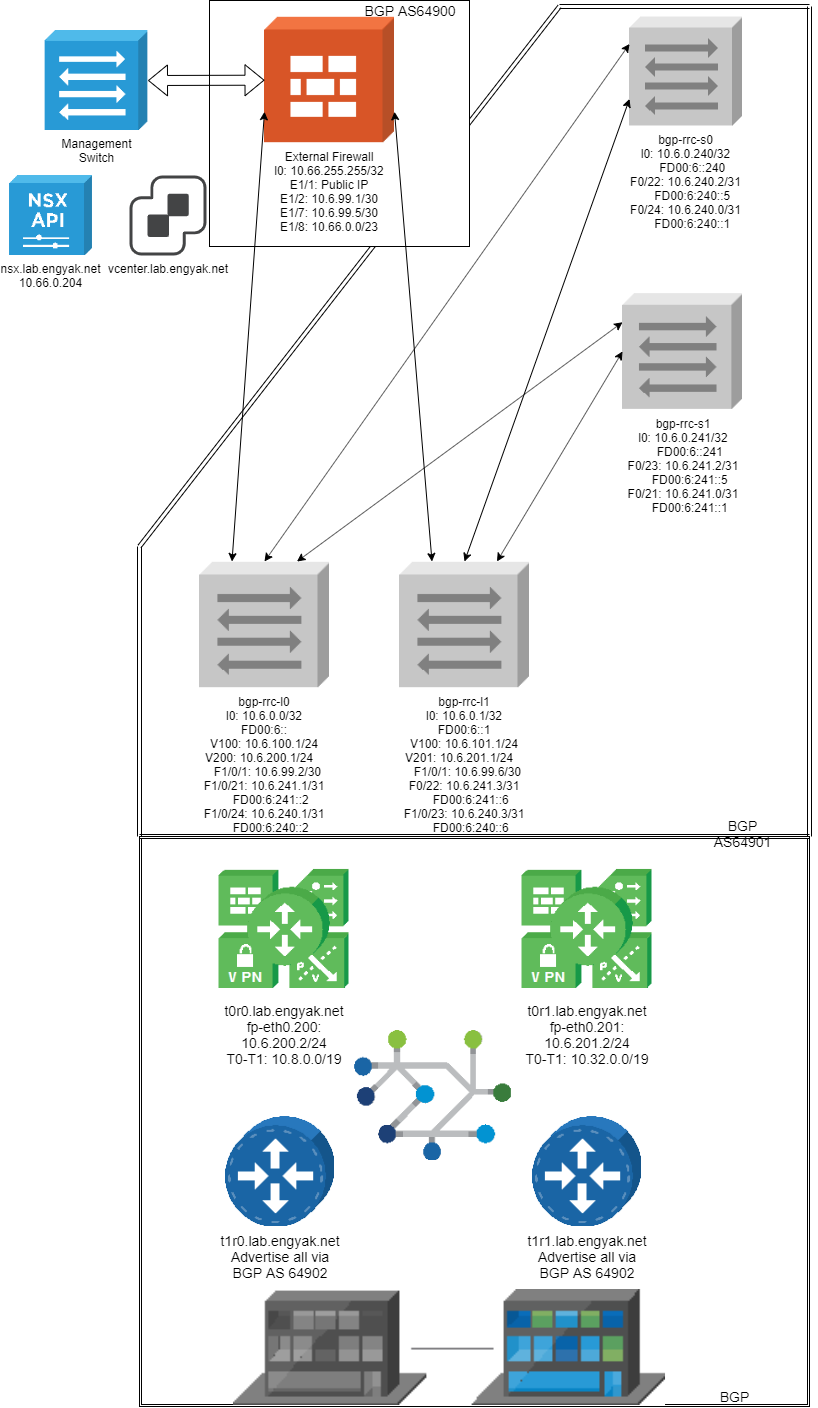 BGP AS64900
Management
Switch
External Firewall
l0: 10.66.255.255/32
E1/1: Public IP
E1/2: 10.6.99.1/30
E1/7: 10.6.99.5/30
E1/8: 10.66.0.0/23
NSX
API
nsx.lab.engyak.net
10.66.0.204
vcenter.lab.engyak.net
bgp-rrc-s0
l0: 10.6.0.240/32
FD00:6::240
F0/22: 10.6.240.2/31
FD00:6:240::5
F0/24: 10.6.240.0/31
FD00:6:240::1
bgp-rrc-s1
l0: 10.6.0.241/32
FD00:6::241
F0/23: 10.6.241.2/31
FD00:6:241::5
F0/21: 10.6.241.0/31
FD00:6:241::1
bgp-rrc-l0
l0: 10.6.0.0/32
FD00:6::
V100: 10.6.100.1/24
V200: 10.6.200.1/24
F1/0/1: 10.6.99.2/30
F1/0/21: 10.6.241.1/31
FD00:6:241::2
F1/0/24: 10.6.240.1/31
FD00:6:240::2
bgp-rrc-l1
l0: 10.6.0.1/32
FD00:6::1
V100: 10.6.101.1/24
V201: 10.6.201.1/24
F1/0/1: 10.6.99.6/30
F0/22: 10.6.241.3/31
FD00:6:241::6
F1/0/23: 10.6.240.3/31
FD00:6:240::6
BGP
AS64901
V PN
P
V
t0r0.lab.engyak.net
fp-eth0.200:
10.6.200.2/24
T0-T1: 10.8.0.0/19
V PN
P
V
t0r1.lab.engyak.net
fp-eth0.201:
10.6.201.2/24
T0-T1: 10.32.0.0/19
t1r0.lab.engyak.net
Advertise all via
BGP AS 64902
t1r1.lab.engyak.net
Advertise all via
BGP AS 64902
BGP